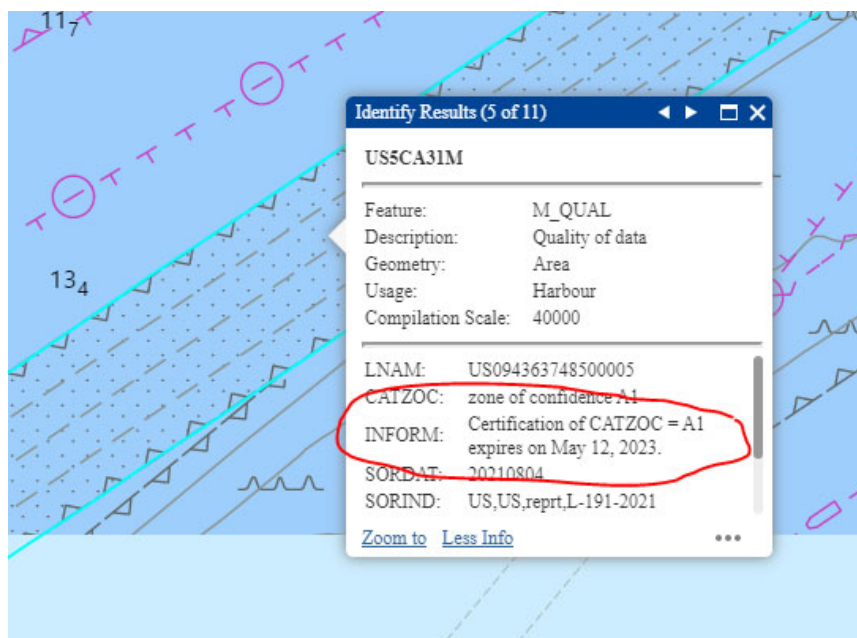 11₇
Identify Results (5 of 11)
US5CA31M
Feature: M_QUAL
Description: Quality of data
Geometry: Area
Usage: Harbour
Compilation Scale: 40000
13₄
LNAM: US094363748500005
CATZOC: zone of confidence A1
INFORM: Certification of CATZOC = A1
expires on May 12, 2023.
SORDAT: 20210804
SORIND: US,US,reprt,L-191-2021
Zoom to Less Info